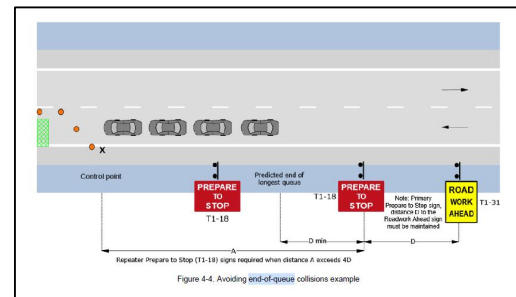 x
Control point
PREPARE
TO
STOP
T1-18
Predicted end of
longest queue
T1-18
PREPARE
TO
STOP
Note: Primary
Prepare to Stop sign,
distance D to the
Roadwork Ahead sign
must be maintained
ROAD
WORK
AHEAD
T1-31
D min
D
A
Repeater Prepare to Stop (T1-18) signs required when distance A exceeds 4D
Figure 4-4. Avoiding end-of-queue collisions example